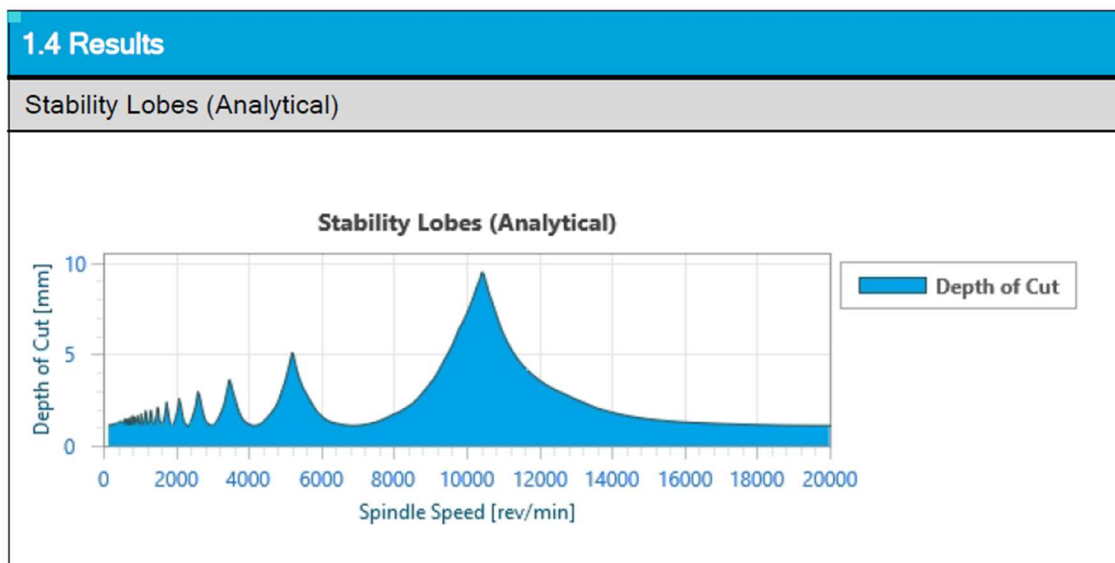 1.4 Results
Stability Lobes (Analytical)
Stability Lobes (Analytical)
Depth of Cut [mm]
10
5
0
Depth of Cut
0 2000 4000 6000 8000 10000 12000 14000 16000 18000 20000
Spindle Speed [rev/min]